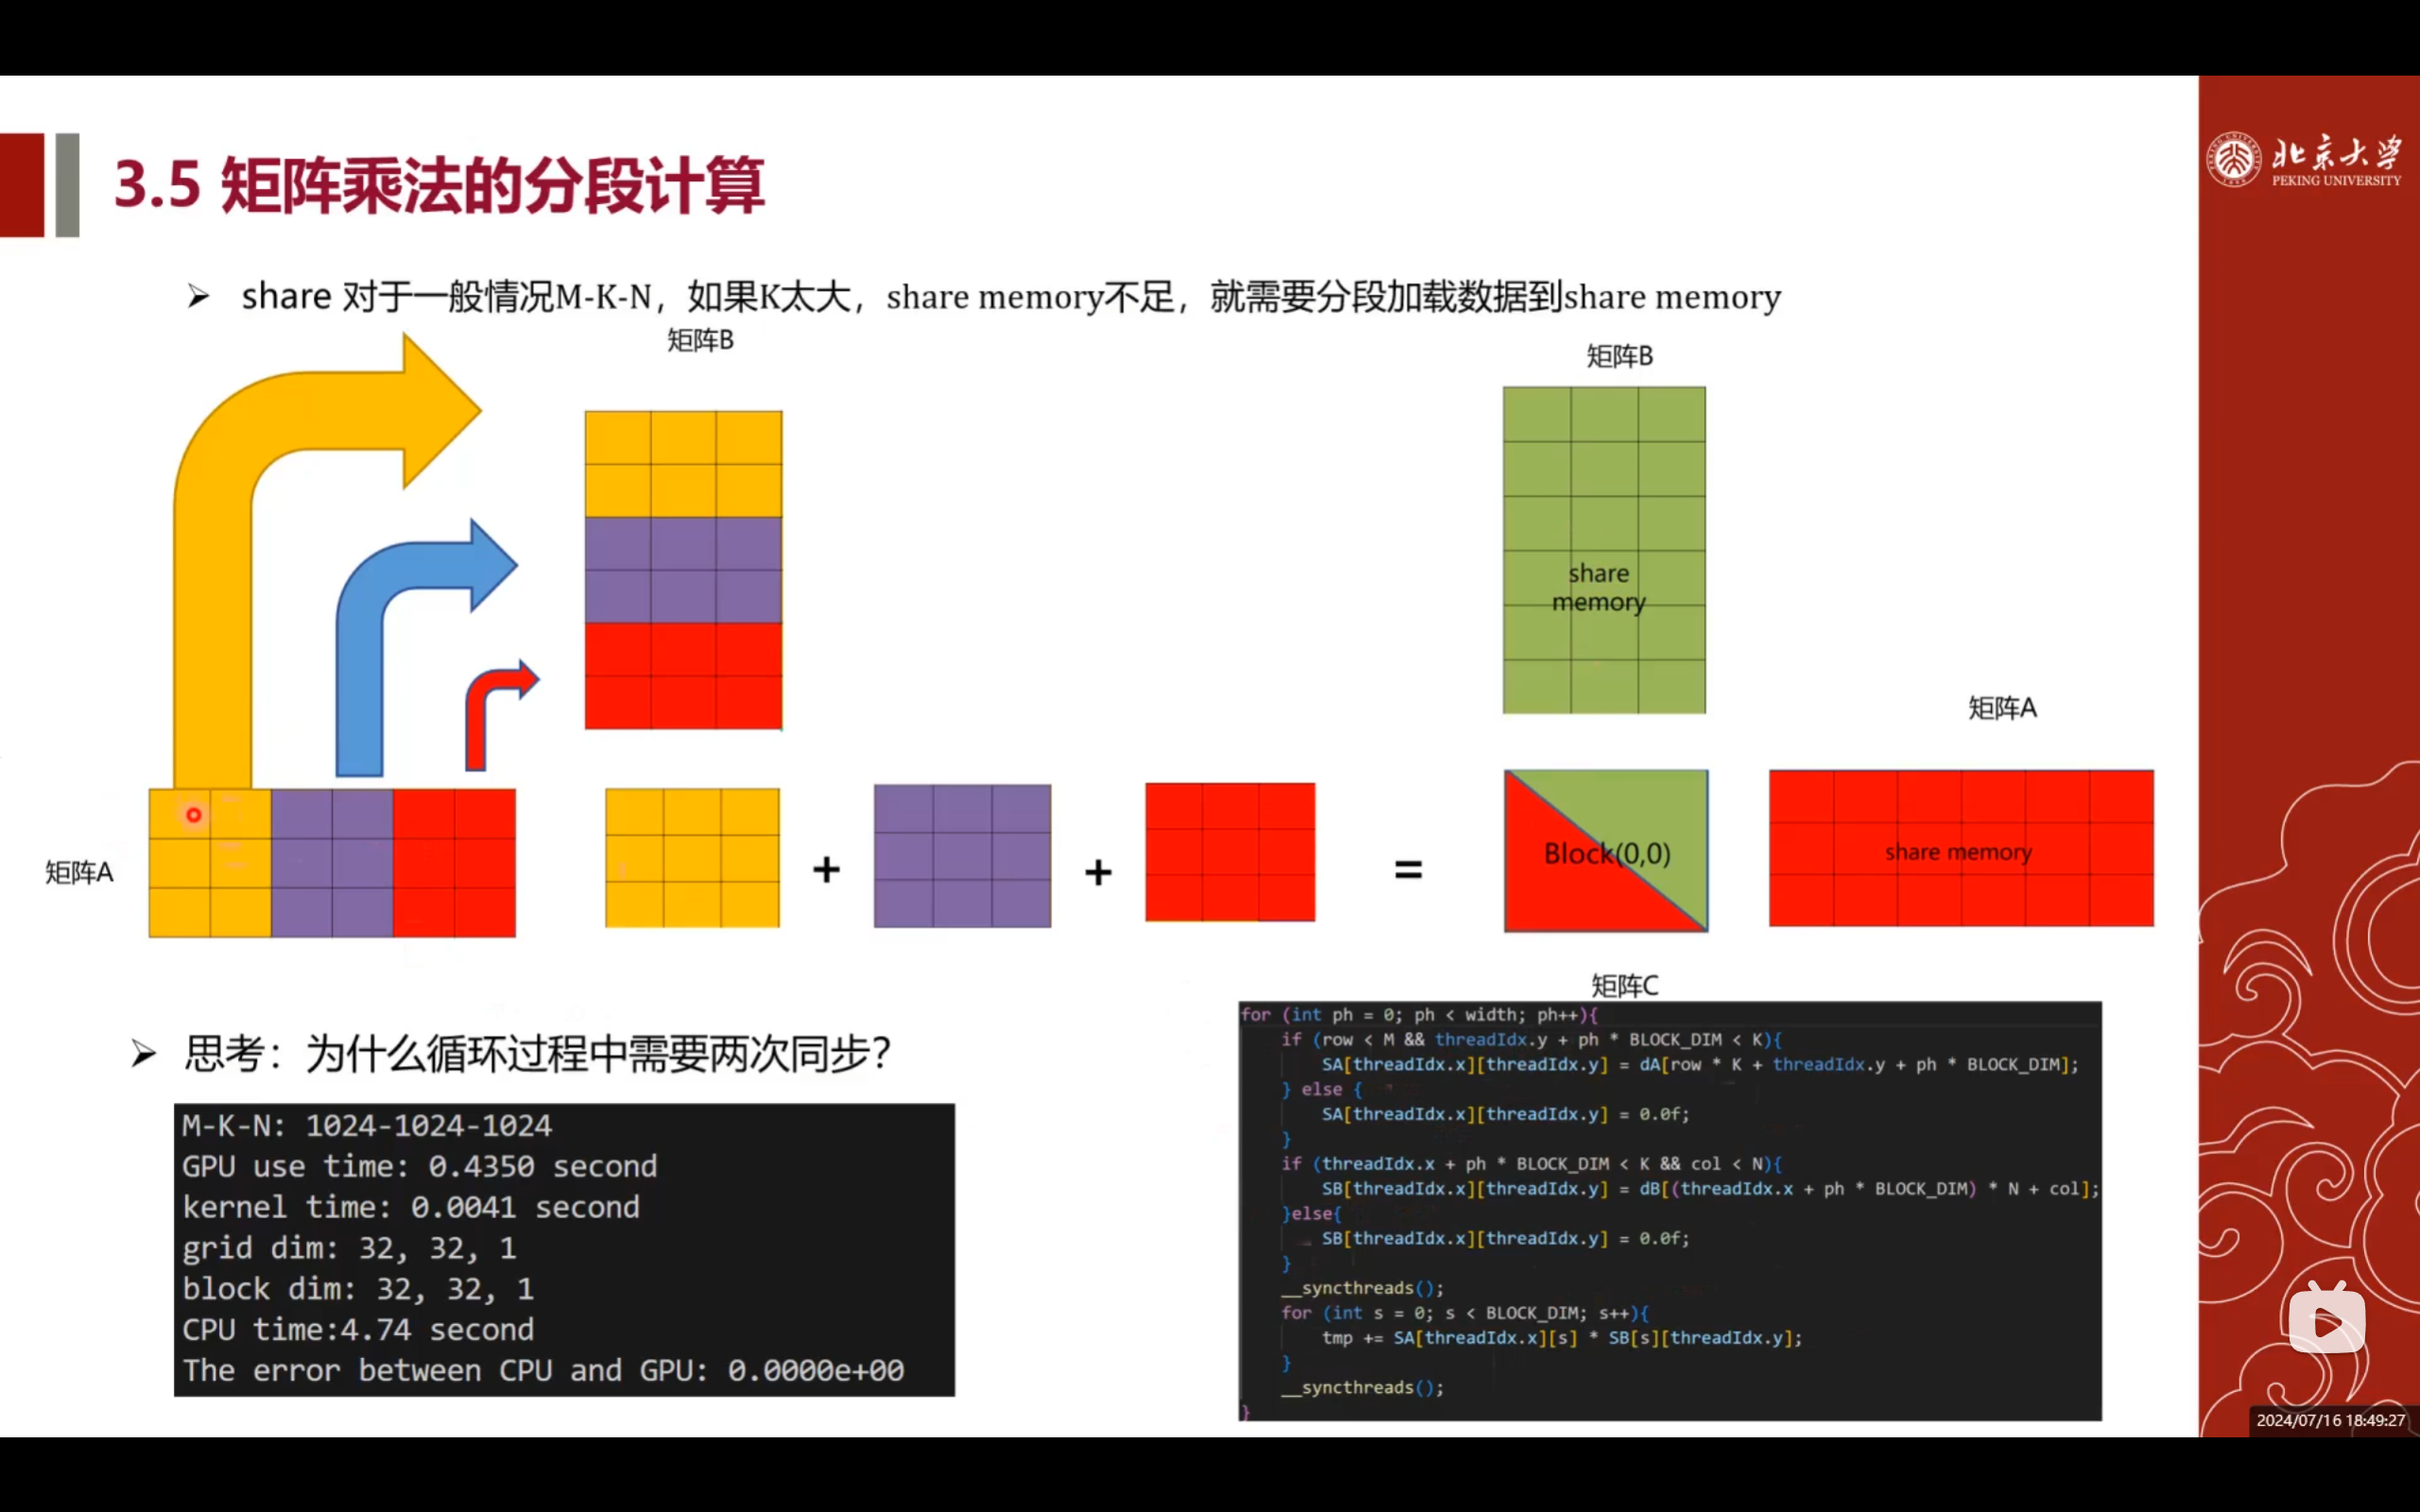 3.5 矩阵乘法的分段计算
北京大学
PEKING UNIVERSITY
➢ share 对于一般情况M-K-N，如果K太大，share memory不足，就需要分段加载数据到share memory
矩阵B
矩阵B
share
memory
矩阵A
矩阵A
+
+
=
Block(0,0)
share memory
矩阵C
➢ 思考：为什么循环过程中需要两次同步？
M-K-N: 1024-1024-1024
GPU use time: 0.4350 second
kernel time: 0.0041 second
grid dim: 32, 32, 1
block dim: 32, 32, 1
CPU time:4.74 second
The error between CPU and GPU: 0.0000e+00
for (int ph = 0; ph < width; ph++){
    if (row < M && threadIdx.y + ph * BLOCK_DIM < K){
        SA[threadIdx.x][threadIdx.y] = dA[row * K + threadIdx.y + ph * BLOCK_DIM];
    } else {
        SA[threadIdx.x][threadIdx.y] = 0.0f;
    }
    if (threadIdx.x + ph * BLOCK_DIM < K && col < N){
        SB[threadIdx.x][threadIdx.y] = dB[(threadIdx.x + ph * BLOCK_DIM) * N + col];
    }else{
        SB[threadIdx.x][threadIdx.y] = 0.0f;
    }
    __syncthreads();
    for (int s = 0; s < BLOCK_DIM; s++){
        tmp += SA[threadIdx.x][s] * SB[s][threadIdx.y];
    }
    __syncthreads();
}
2024/07/16 18:49:27